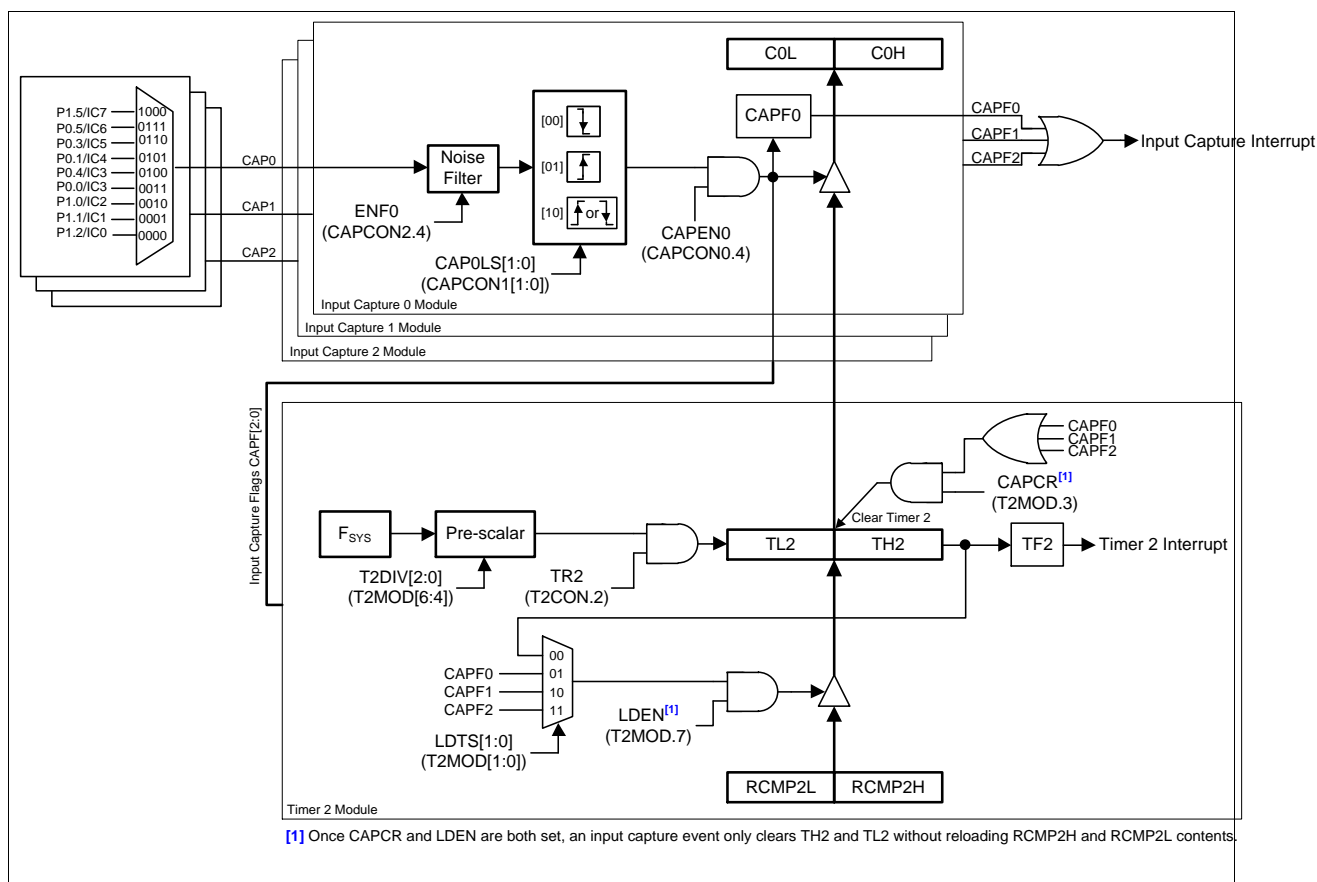 C0L C0H
P1.5/IC7 1000
P0.5/IC6 0111
P0.3/IC5 0110
P0.1/IC4 0101
P0.4/IC3 0100
P0.0/IC3 0011
P1.0/IC2 0010
P1.1/IC1 0001
P1.2/IC0 0000
CAP0
CAP1
CAP2
Noise
Filter
ENF0
(CAPCON2.4)
[00]
[01]
[10] or
CAP0LS[1:0]
(CAPCON1[1:0])
CAPEN0
(CAPCON0.4)
CAPF0
CAPF0
CAPF1
CAPF2
Input Capture Interrupt
Input Capture 0 Module
Input Capture 1 Module
Input Capture 2 Module
Input Capture Flags CAPF[2:0]
CAPF0
CAPF1
CAPF2
CAPCR[1]
(T2MOD.3)
Clear Timer 2
FSYS
Pre-scalar
T2DIV[2:0]
(T2MOD[6:4])
TR2
(T2CON.2)
TL2 TH2
TF2
Timer 2 Interrupt
00
CAPF0 01
CAPF1 10
CAPF2 11
LDTS[1:0]
(T2MOD[1:0])
LDEN[1]
(T2MOD.7)
RCMP2L RCMP2H
Timer 2 Module
[1] Once CAPCR and LDEN are both set, an input capture event only clears TH2 and TL2 without reloading RCMP2H and RCMP2L contents.